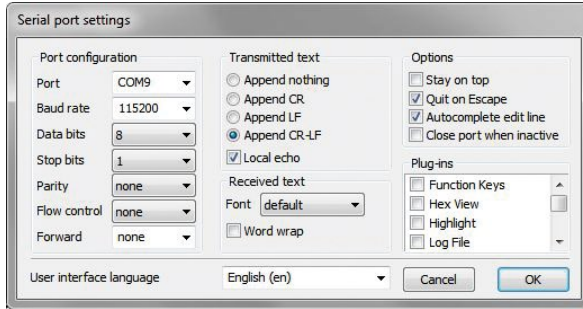 Serial port settings
Port configuration
Port COM9
Baud rate 115200
Data bits 8
Stop bits 1
Parity none
Flow control none
Forward none
Transmitted text
Append nothing
Append CR
Append LF
Append CR-LF
Local echo
Received text
Font default
Word wrap
Options
Stay on top
Quit on Escape
Autocomplete edit line
Close port when inactive
Plug-ins
Function Keys
Hex View
Highlight
Log File
User interface language English (en) Cancel OK